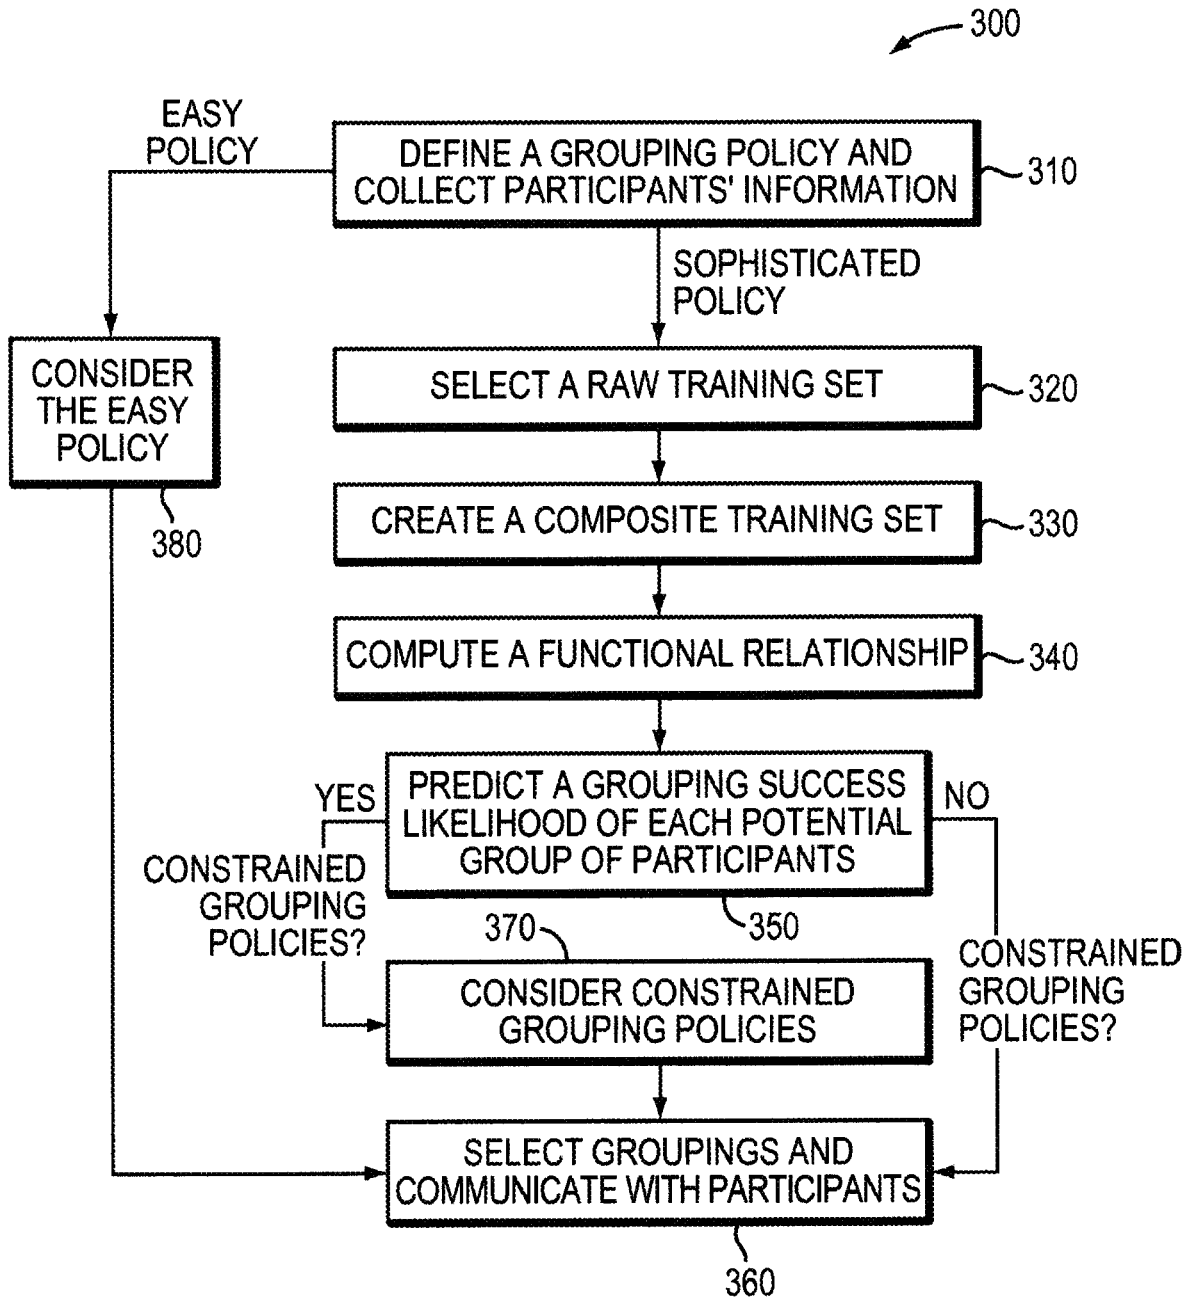 300
EASY
POLICY
DEFINE A GROUPING POLICY AND
COLLECT PARTICIPANTS' INFORMATION
310
SOPHISTICATED
POLICY
CONSIDER
THE EASY
POLICY
380
SELECT A RAW TRAINING SET
320
CREATE A COMPOSITE TRAINING SET
330
COMPUTE A FUNCTIONAL RELATIONSHIP
340
PREDICT A GROUPING SUCCESS
LIKELIHOOD OF EACH POTENTIAL
GROUP OF PARTICIPANTS
350
YES
CONSTRAINED
GROUPING
POLICIES?
NO
CONSTRAINED
GROUPING
POLICIES?
370
CONSIDER CONSTRAINED
GROUPING POLICIES
SELECT GROUPINGS AND
COMMUNICATE WITH PARTICIPANTS
360